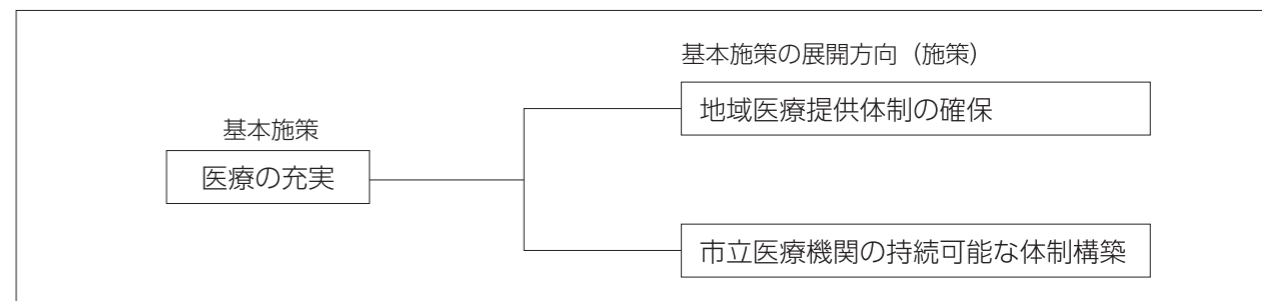 基本施策の展開方向（施策）
地域医療提供体制の確保
基本施策
医療の充実
市立医療機関の持続可能な体制構築